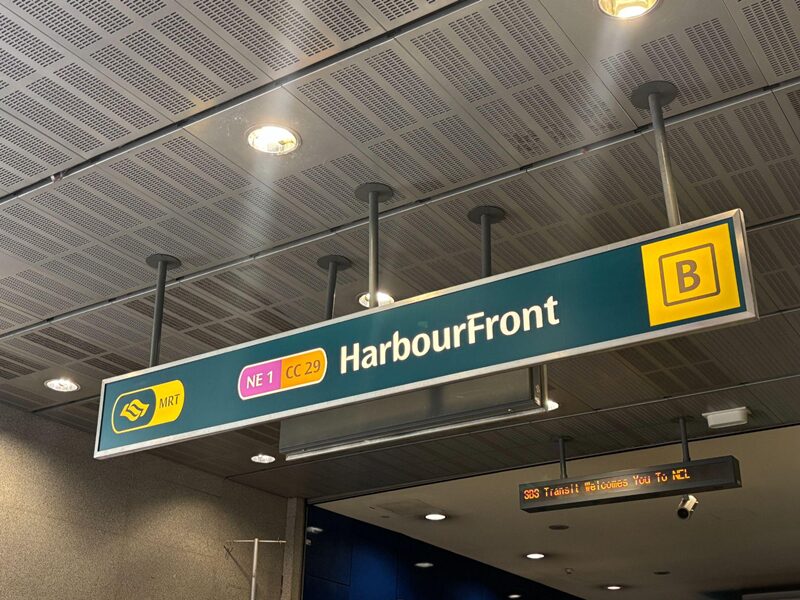 MRT
NE 1 CC 29
HarbourFront
B
SBS Transit Welcomes You To NEL